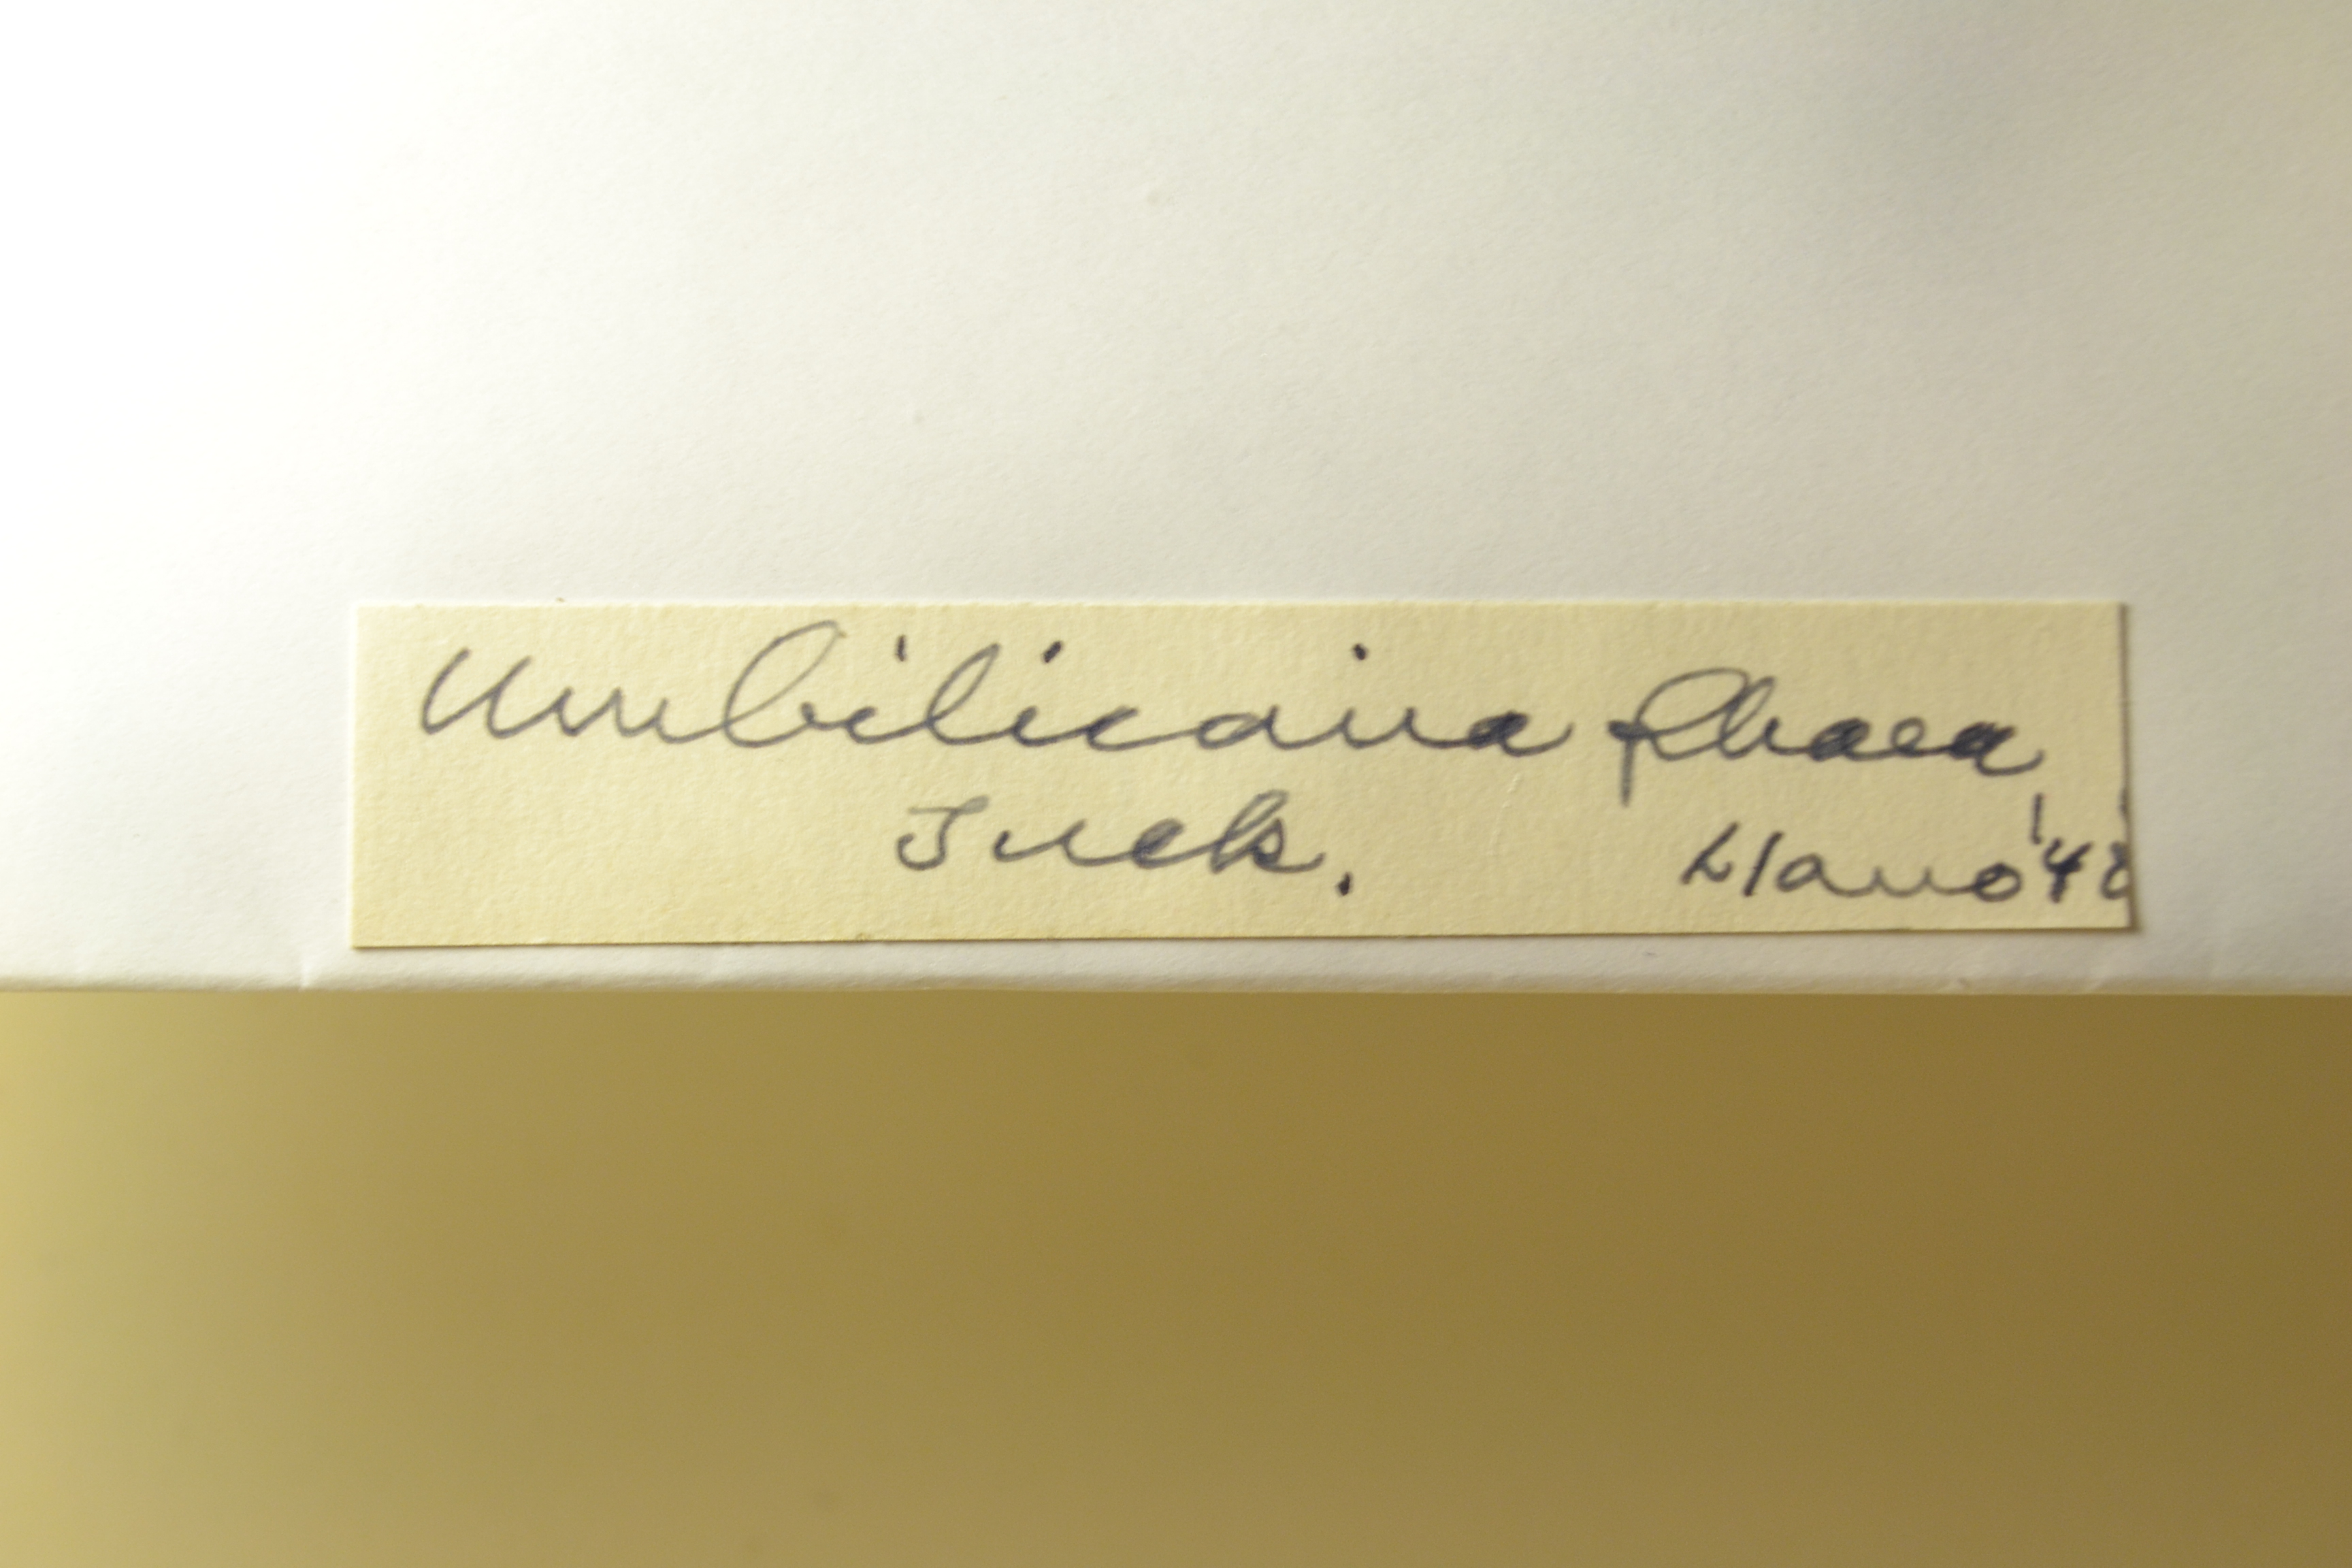 Umbilicaria phaea
Tuck.
Llano '48